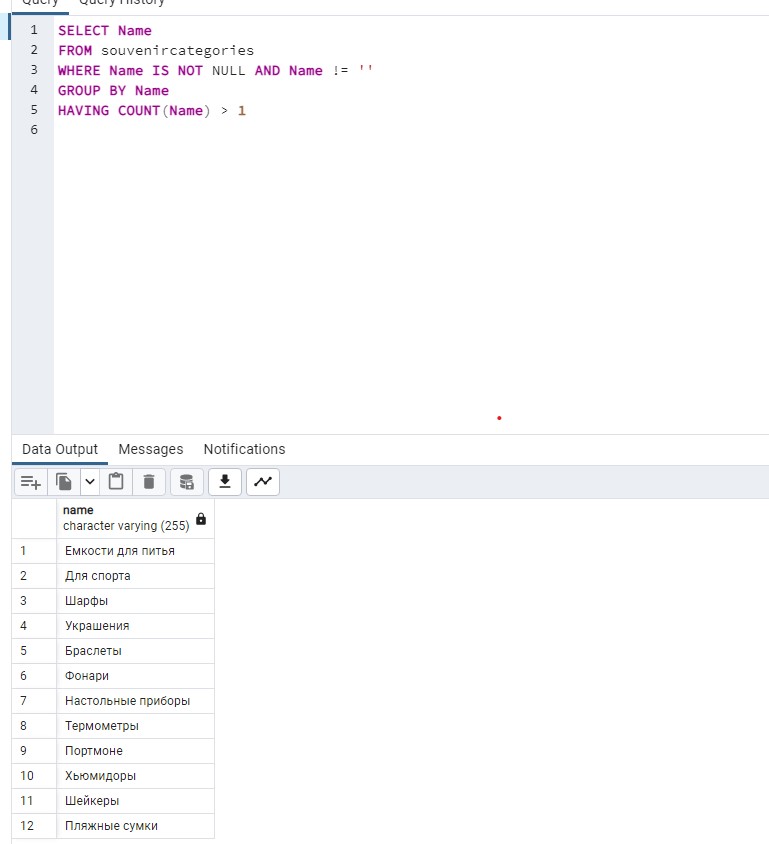 Query Query History
1 SELECT Name
2 FROM souvenircategories
3 WHERE Name IS NOT NULL AND Name != ''
4 GROUP BY Name
5 HAVING COUNT(Name) > 1
6
Data Output Messages Notifications
name
character varying (255)
1 Емкости для питья
2 Для спорта
3 Шарфы
4 Украшения
5 Браслеты
6 Фонари
7 Настольные приборы
8 Термометры
9 Портмоне
10 Хьюмидоры
11 Шейкеры
12 Пляжные сумки